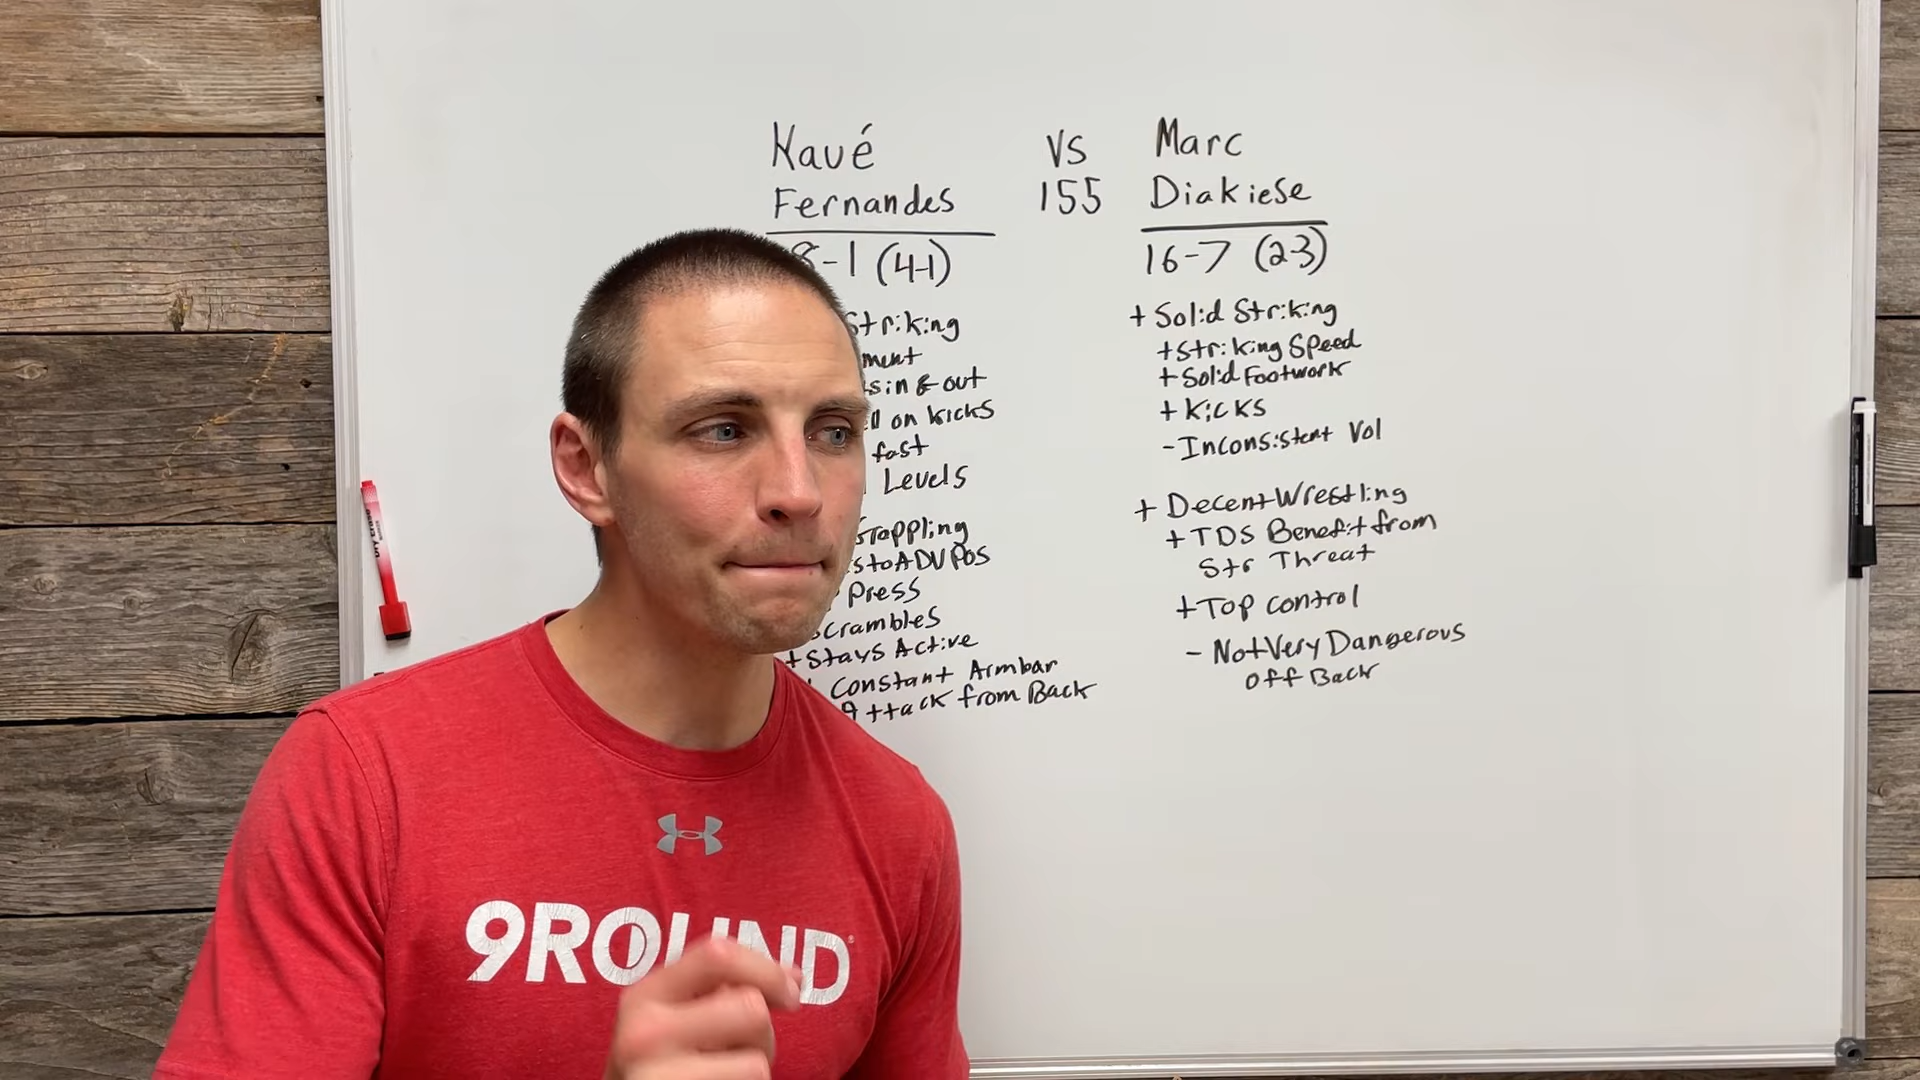 Kaué
Fernandes
8-1 (4-1)
Striking
in & out
on kicks
fast
Levels
Grappling
to ADV Pos
Press
Scrambles
+ Stays Active
Constant Armbar
Attack from Back
VS
155
Marc
Diakiese
16-7 (2-3)
+ Solid Striking
+ Striking Speed
+ Solid Footwork
+ Kicks
- Inconsistent Vol
+ Decent Wrestling
+ TDS Benefit from
Str Threat
+ Top control
- Not Very Dangerous
off Back
9ROUND